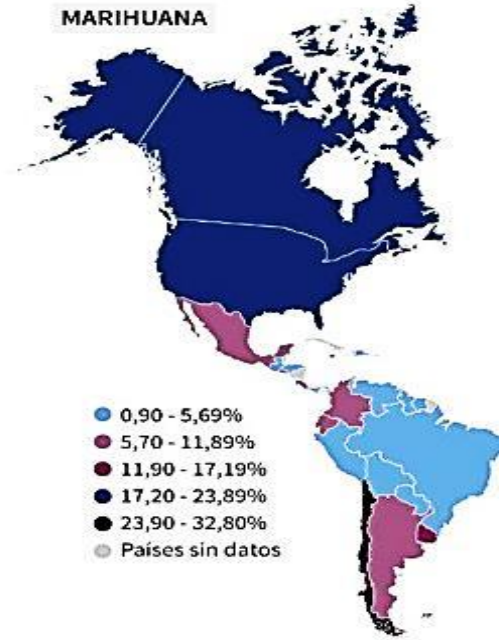 MARIHUANA
0,90 - 5,69%
5,70 - 11,89%
11,90 - 17,19%
17,20 - 23,89%
23,90 - 32,80%
Países sin datos